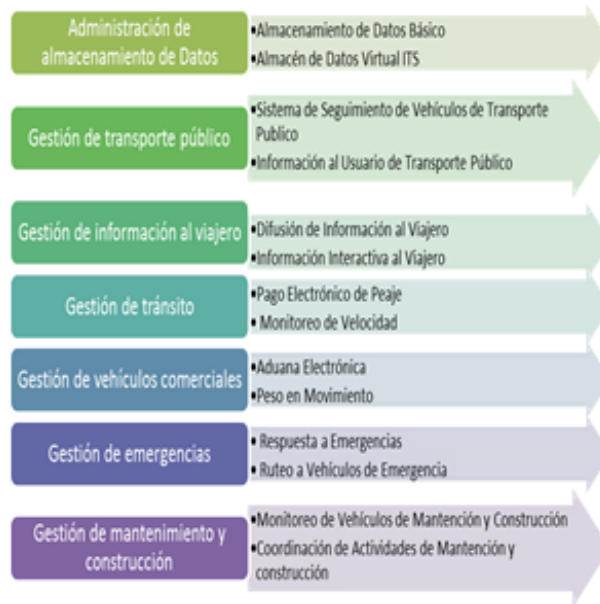 Administración de
almacenamiento de Datos
•Almacenamiento de Datos Básico
•Almacén de Datos Virtual ITS
Gestión de transporte público
•Sistema de Seguimiento de Vehículos de Transporte
Publico
•Información al Usuario de Transporte Público
Gestión de información al viajero
•Difusión de Información al Viajero
•Información Interactiva al Viajero
Gestión de tránsito
•Pago Electrónico de Peaje
• Monitoreo de Velocidad
Gestión de vehículos comerciales
•Aduana Electrónica
•Peso en Movimiento
Gestión de emergencias
• Respuesta a Emergencias
• Ruteo a Vehículos de Emergencia
Gestión de mantenimiento y
construcción
•Monitoreo de Vehículos de Mantención y Construcción
•Coordinación de Actividades de Mantención y
construcción